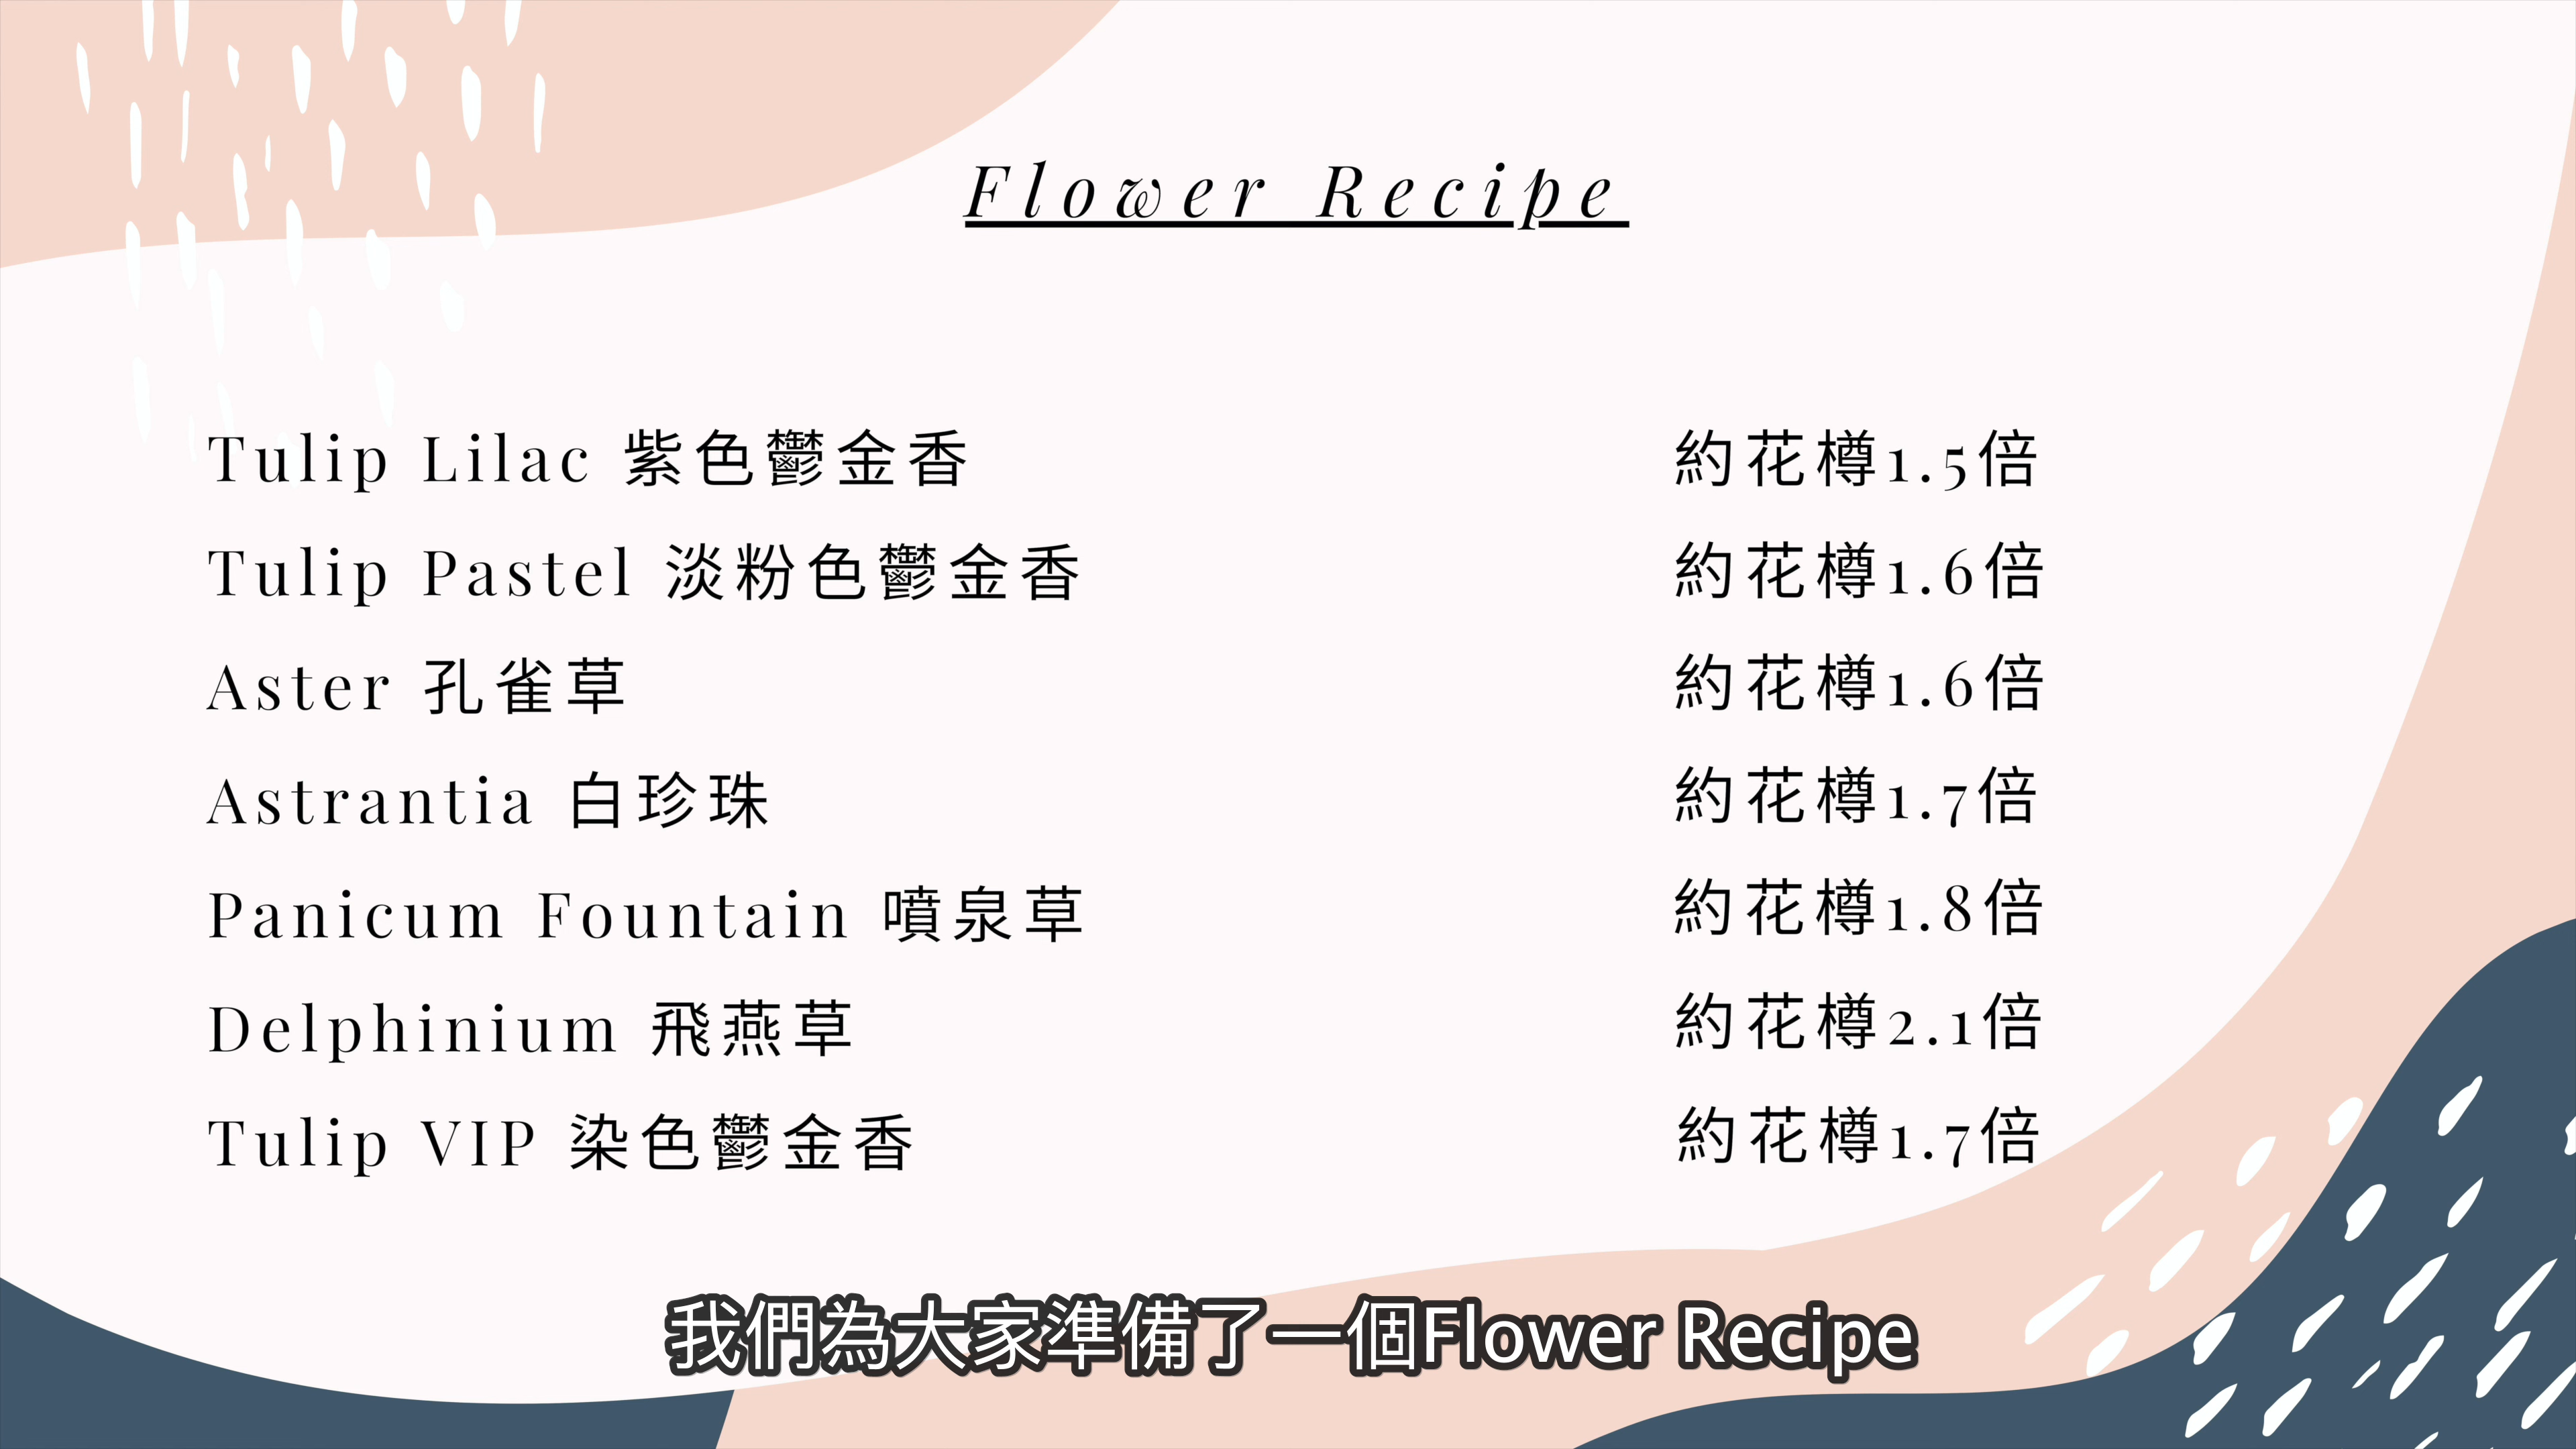 Flower Recipe
Tulip Lilac 紫色鬱金香 約花樽1.5倍
Tulip Pastel 淡粉色鬱金香 約花樽1.6倍
Aster 孔雀草 約花樽1.6倍
Astrantia 白珍珠 約花樽1.7倍
Panicum Fountain 噴泉草 約花樽1.8倍
Delphinium 飛燕草 約花樽2.1倍
Tulip VIP 染色鬱金香 約花樽1.7倍
我們為大家準備了一個Flower Recipe